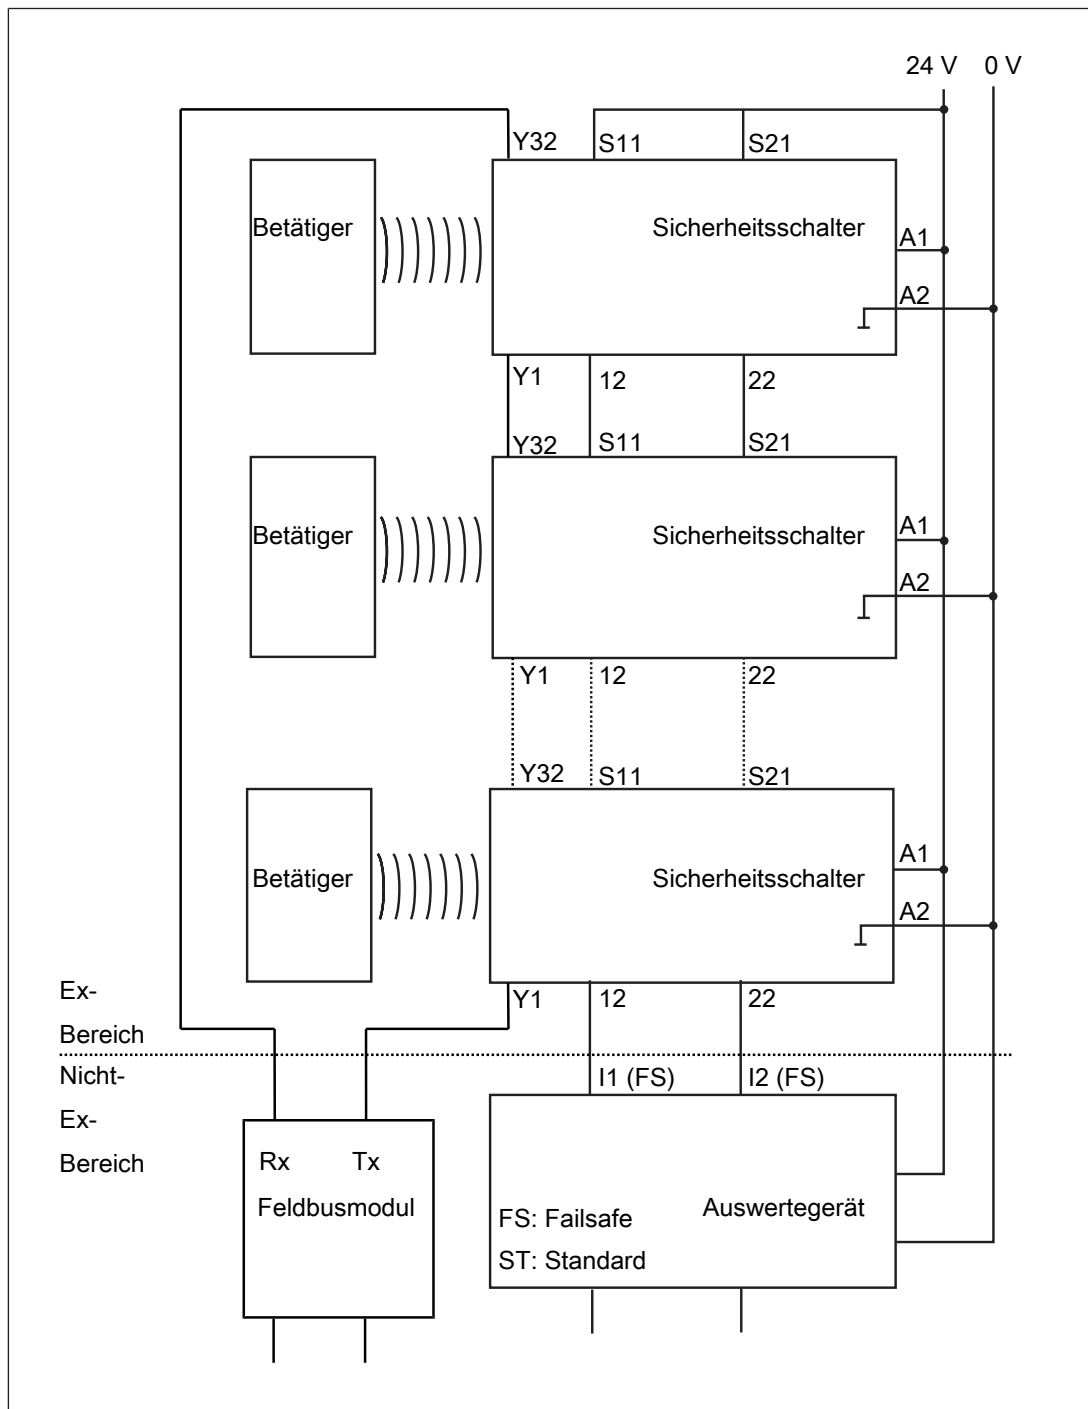 24 V 0 V
Y32 S11 S21
Betätiger Sicherheitsschalter
A1
A2
Y1 12 22
Y32 S11 S21
Betätiger Sicherheitsschalter
A1
A2
Y1 12 22
Y32 S11 S21
Betätiger Sicherheitsschalter
A1
A2
Y1 12 22
Ex-
Bereich
Nicht-
Ex-
Bereich
I1 (FS) I2 (FS)
Rx Tx
Feldbusmodul
FS: Failsafe
ST: Standard
Auswertegerät